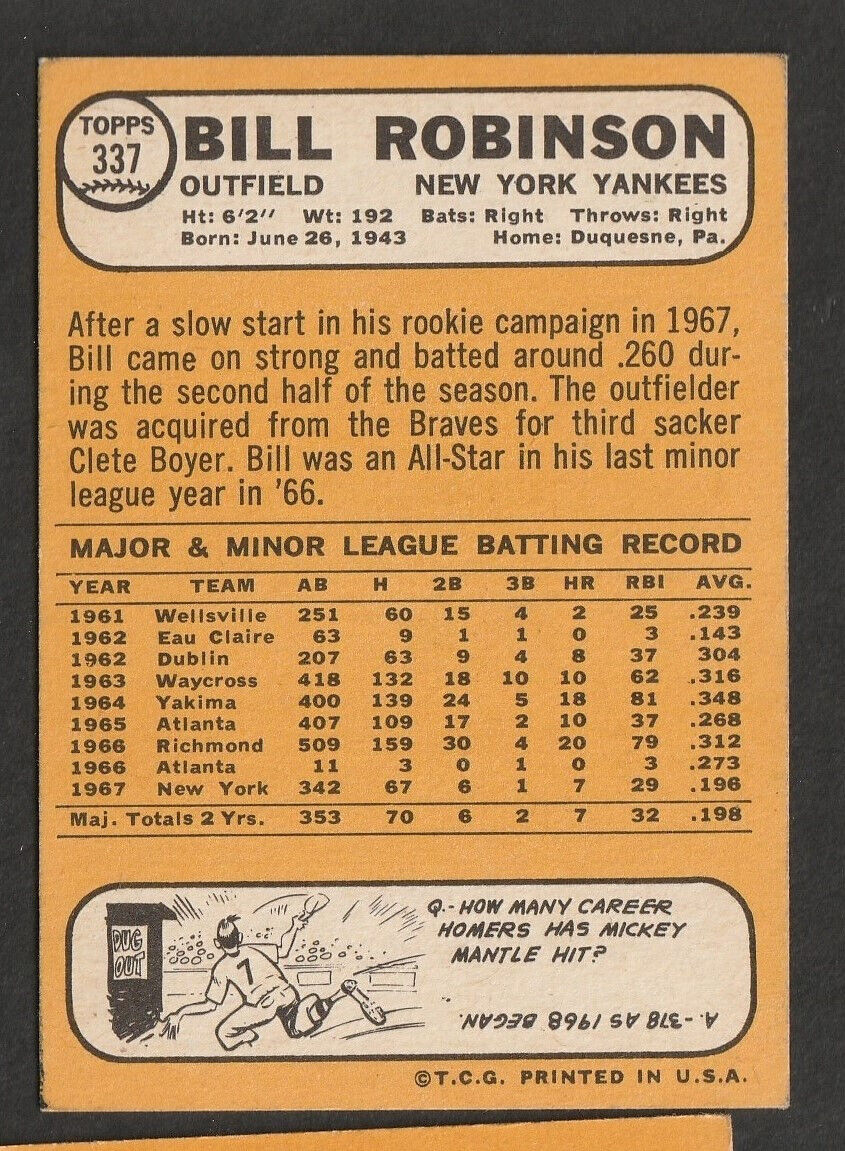 TOPPS
337
BILL ROBINSON
OUTFIELD NEW YORK YANKEES
Ht: 6'2" Wt: 192 Bats: Right Throws: Right
Born: June 26, 1943 Home: Duquesne, Pa.
After a slow start in his rookie campaign in 1967,
Bill came on strong and batted around .260 dur-
ing the second half of the season. The outfielder
was acquired from the Braves for third sacker
Clete Boyer. Bill was an All-Star in his last minor
league year in '66.
MAJOR & MINOR LEAGUE BATTING RECORD
YEAR TEAM AB H 2B 3B HR RBI AVG.
1961 Wellsville 251 60 15 4 2 25 .239
1962 Eau Claire 63 9 1 1 0 3 .143
1962 Dublin 207 63 9 4 8 37 304
1963 Waycross 418 132 18 10 10 62 .316
1964 Yakima 400 139 24 5 18 81 .348
1965 Atlanta 407 109 17 2 10 37 .268
1966 Richmond 509 159 30 4 20 79 .312
1966 Atlanta 11 3 0 1 0 3 .273
1967 New York 342 67 6 1 7 29 .196
Maj. Totals 2 Yrs. 353 70 6 2 7 32 .198
DUG
OUT
7
Q.- HOW MANY CAREER
HOMERS HAS MICKEY
MANTLE HIT?
A.- 318 AS 1968 BEGAN.
©T.C.G. PRINTED IN U.S.A.